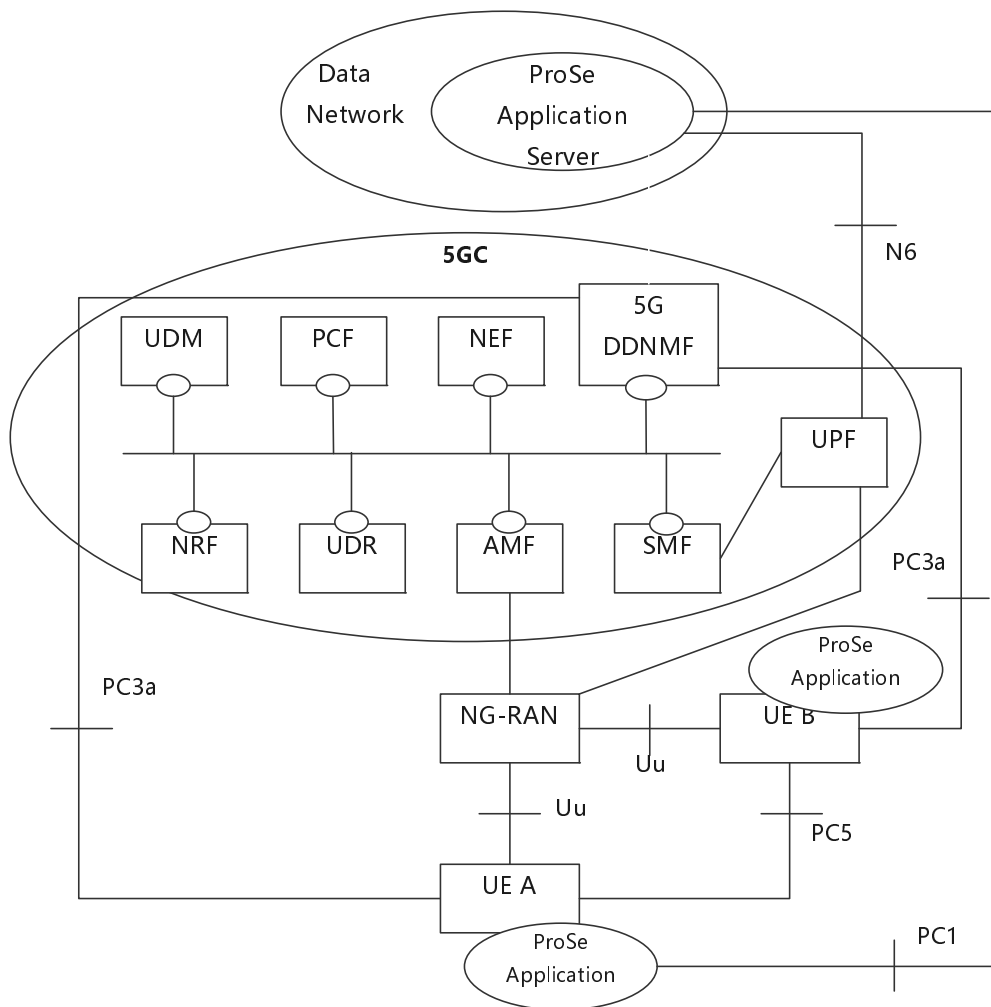 Data
Network
ProSe
Application
Server
N6
5GC
UDM
PCF
NEF
5G
DDNMF
UPF
NRF
UDR
AMF
SMF
PC3a
PC3a
ProSe
Application
NG-RAN
UE B
Uu
Uu
PC5
UE A
ProSe
Application
PC1